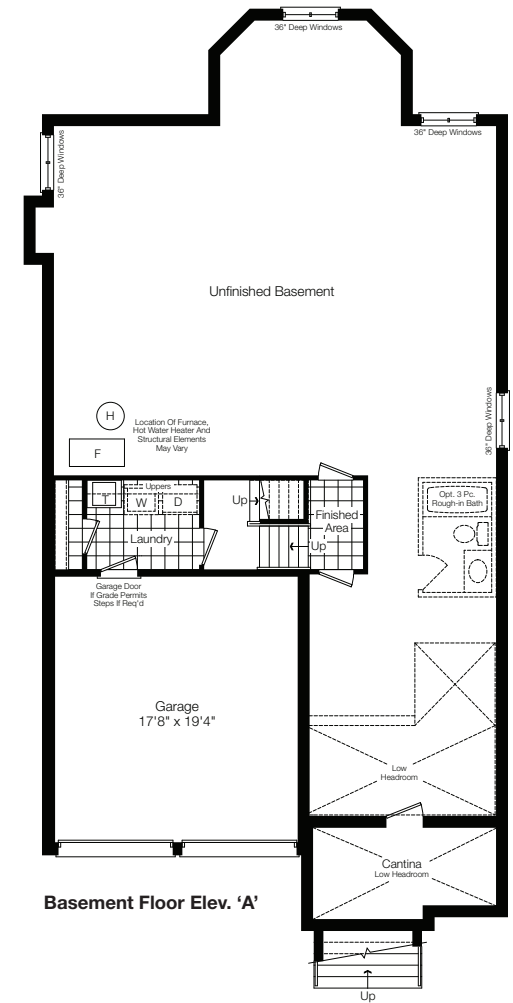 36" Deep Windows
36" Deep Windows
36" Deep Windows
Unfinished Basement
36" Deep Windows
H
F
Location Of Furnace,
Hot Water Heater And
Structural Elements
May Vary
Uppers
T
W
D
Laundry
Up
Up
Finished
Area
Opt. 3 Pc.
Rough-in Bath
Garage Door
If Grade Permits
Steps If Req'd
Garage
17'8" x 19'4"
Low
Headroom
Cantina
Low Headroom
Basement Floor Elev. ‘A’
Up